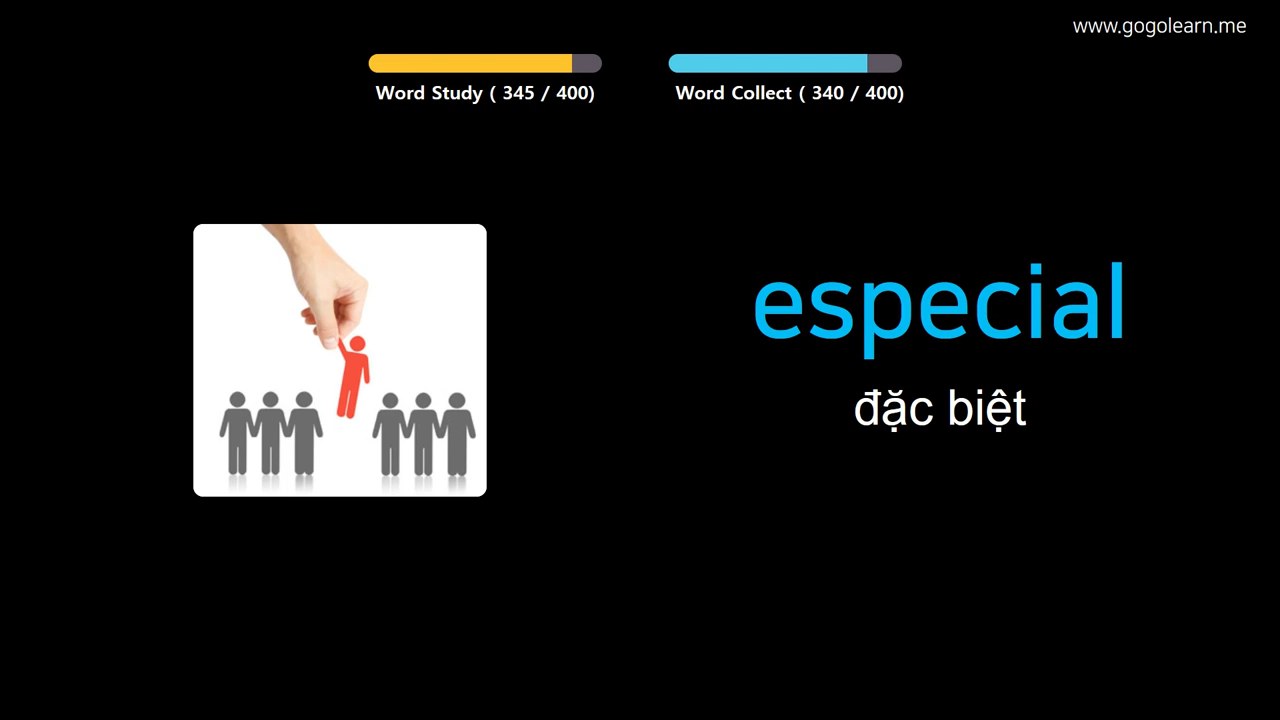 www.gogolearn.me
Word Study ( 345 / 400)
Word Collect ( 340 / 400)
especial
đặc biệt